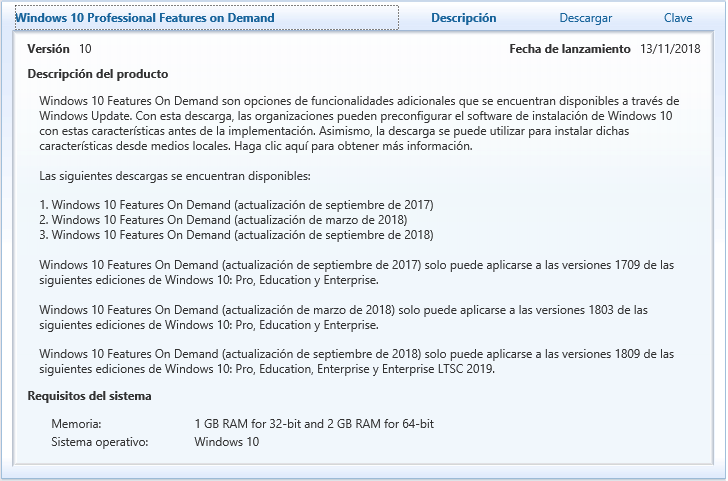 Windows 10 Professional Features on Demand Descripción Descargar Clave
Versión 10 Fecha de lanzamiento 13/11/2018
Descripción del producto
Windows 10 Features On Demand son opciones de funcionalidades adicionales que se encuentran disponibles a través de
Windows Update. Con esta descarga, las organizaciones pueden preconfigurar el software de instalación de Windows 10
con estas características antes de la implementación. Asimismo, la descarga se puede utilizar para instalar dichas
características desde medios locales. Haga clic aquí para obtener más información.
Las siguientes descargas se encuentran disponibles:
1. Windows 10 Features On Demand (actualización de septiembre de 2017)
2. Windows 10 Features On Demand (actualización de marzo de 2018)
3. Windows 10 Features On Demand (actualización de septiembre de 2018)
Windows 10 Features On Demand (actualización de septiembre de 2017) solo puede aplicarse a las versiones 1709 de las
siguientes ediciones de Windows 10: Pro, Education y Enterprise.
Windows 10 Features On Demand (actualización de marzo de 2018) solo puede aplicarse a las versiones 1803 de las
siguientes ediciones de Windows 10: Pro, Education y Enterprise.
Windows 10 Features On Demand (actualización de septiembre de 2018) solo puede aplicarse a las versiones 1809 de las
siguientes ediciones de Windows 10: Pro, Education, Enterprise y Enterprise LTSC 2019.
Requisitos del sistema
Memoria: 1 GB RAM for 32-bit and 2 GB RAM for 64-bit
Sistema operativo: Windows 10